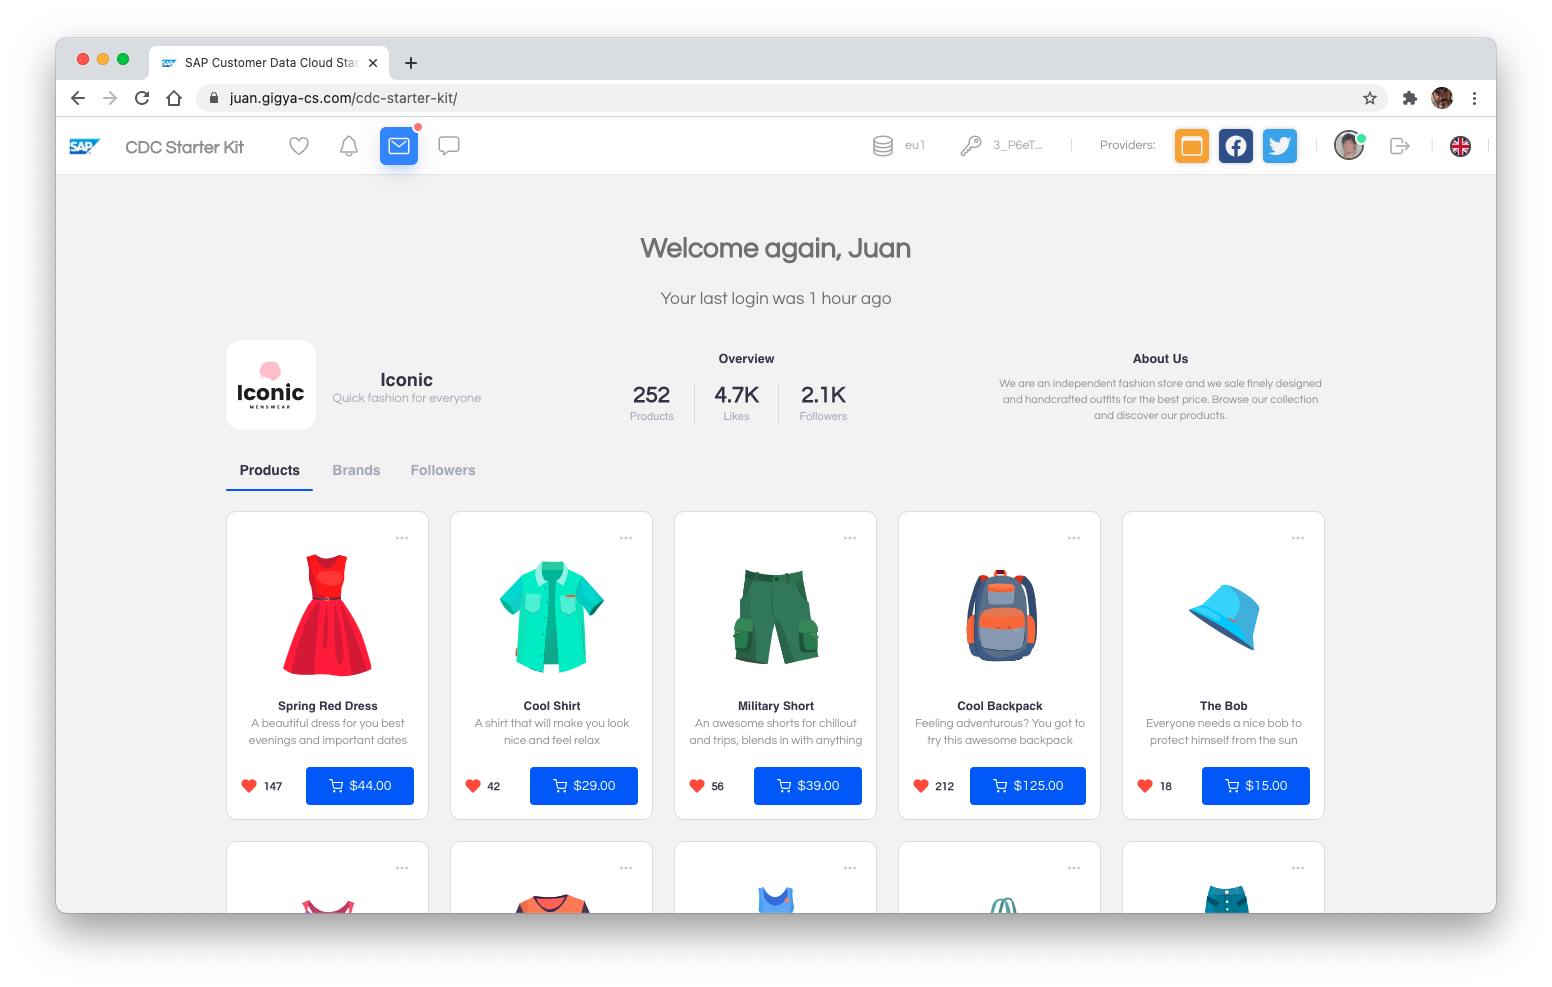 SAP Customer Data Cloud Star
juan.gigya-cs.com/cdc-starter-kit/
SAP
CDC Starter Kit
eu1
3_P6eT...
Providers:
Welcome again, Juan
Your last login was 1 hour ago
Iconic
MENSWEAR
Iconic
Quick fashion for everyone
Overview
252
Products
4.7K
Likes
2.1K
Followers
About Us
We are an independent fashion store and we sale finely designed
and handcrafted outfits for the best price. Browse our collection
and discover our products.
Products
Brands
Followers
Spring Red Dress
A beautiful dress for you best
evenings and important dates
147
$44.00
Cool Shirt
A shirt that will make you look
nice and feel relax
42
$29.00
Military Short
An awesome shorts for chillout
and trips, blends in with anything
56
$39.00
Cool Backpack
Feeling adventurous? You got to
try this awesome backpack
212
$125.00
The Bob
Everyone needs a nice bob to
protect himself from the sun
18
$15.00